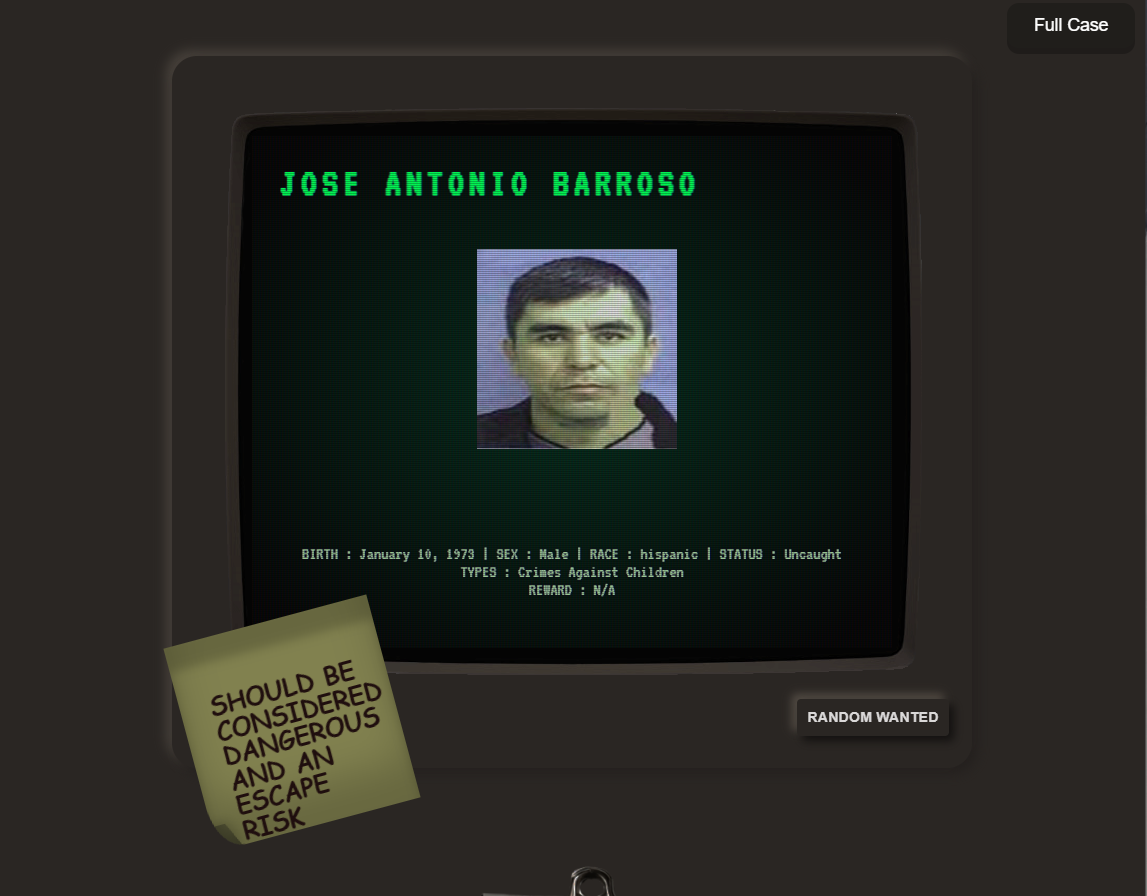 Full Case
JOSE ANTONIO BARROSO
BIRTH : January 10, 1973 | SEX : Male | RACE : hispanic | STATUS : Uncaught
TYPES : Crimes Against Children
REWARD : N/A
SHOULD BE
CONSIDERED
DANGEROUS
AND AN
ESCAPE
RISK
RANDOM WANTED